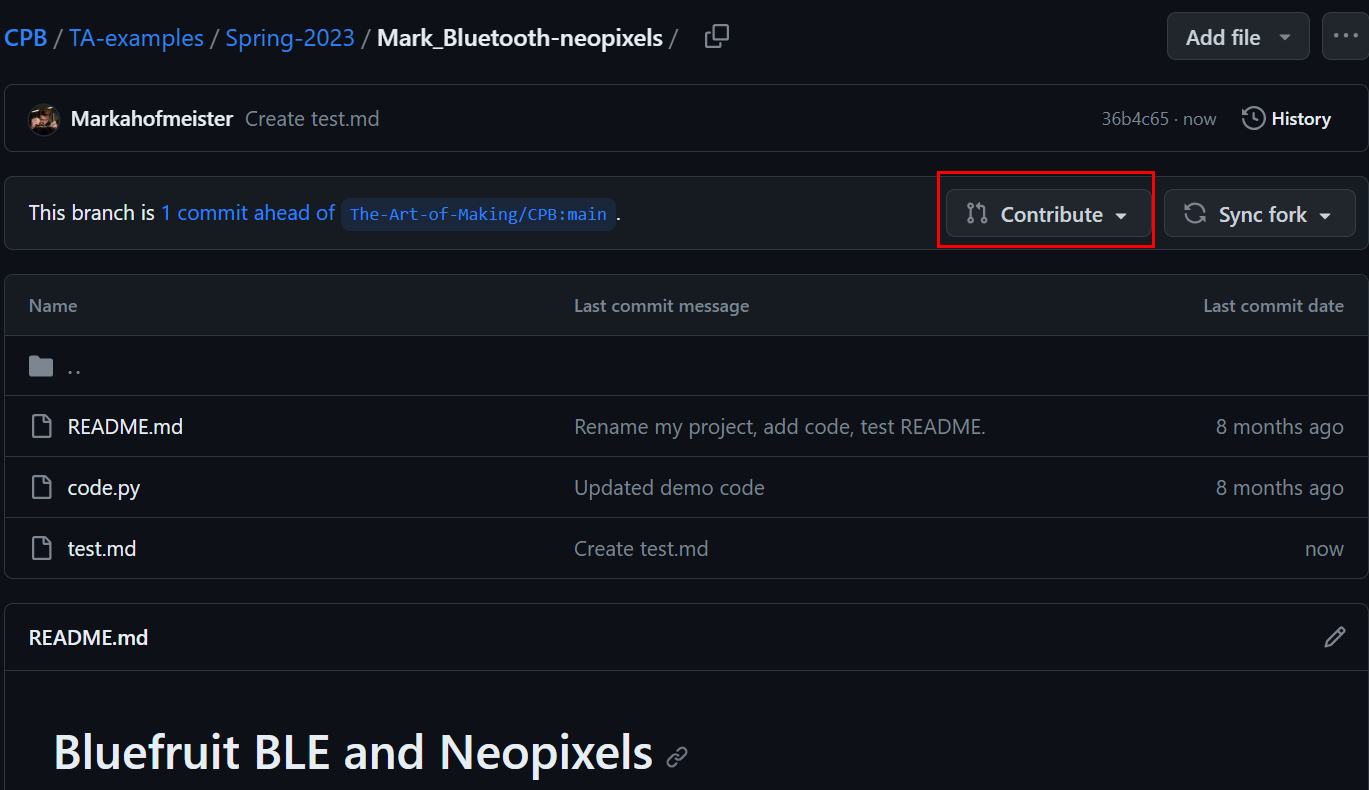 CPB / TA-examples / Spring-2023 / Mark_Bluetooth-neopixels /
Add file
Markahofmeister Create test.md 36b4c65 · now History
This branch is 1 commit ahead of The-Art-of-Making/CPB:main .
Contribute
Sync fork
Name Last commit message Last commit date
..
README.md Rename my project, add code, test README. 8 months ago
code.py Updated demo code 8 months ago
test.md Create test.md now
README.md
Bluefruit BLE and Neopixels